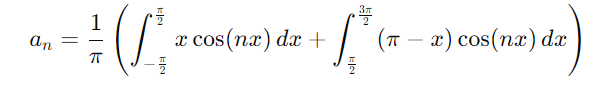 a_n = \frac{1}{\pi} \left( \int_{-\frac{\pi}{2}}^{\frac{\pi}{2}} x \cos(nx) \, dx + \int_{\frac{\pi}{2}}^{\frac{3\pi}{2}} (\pi - x) \cos(nx) \, dx \right)